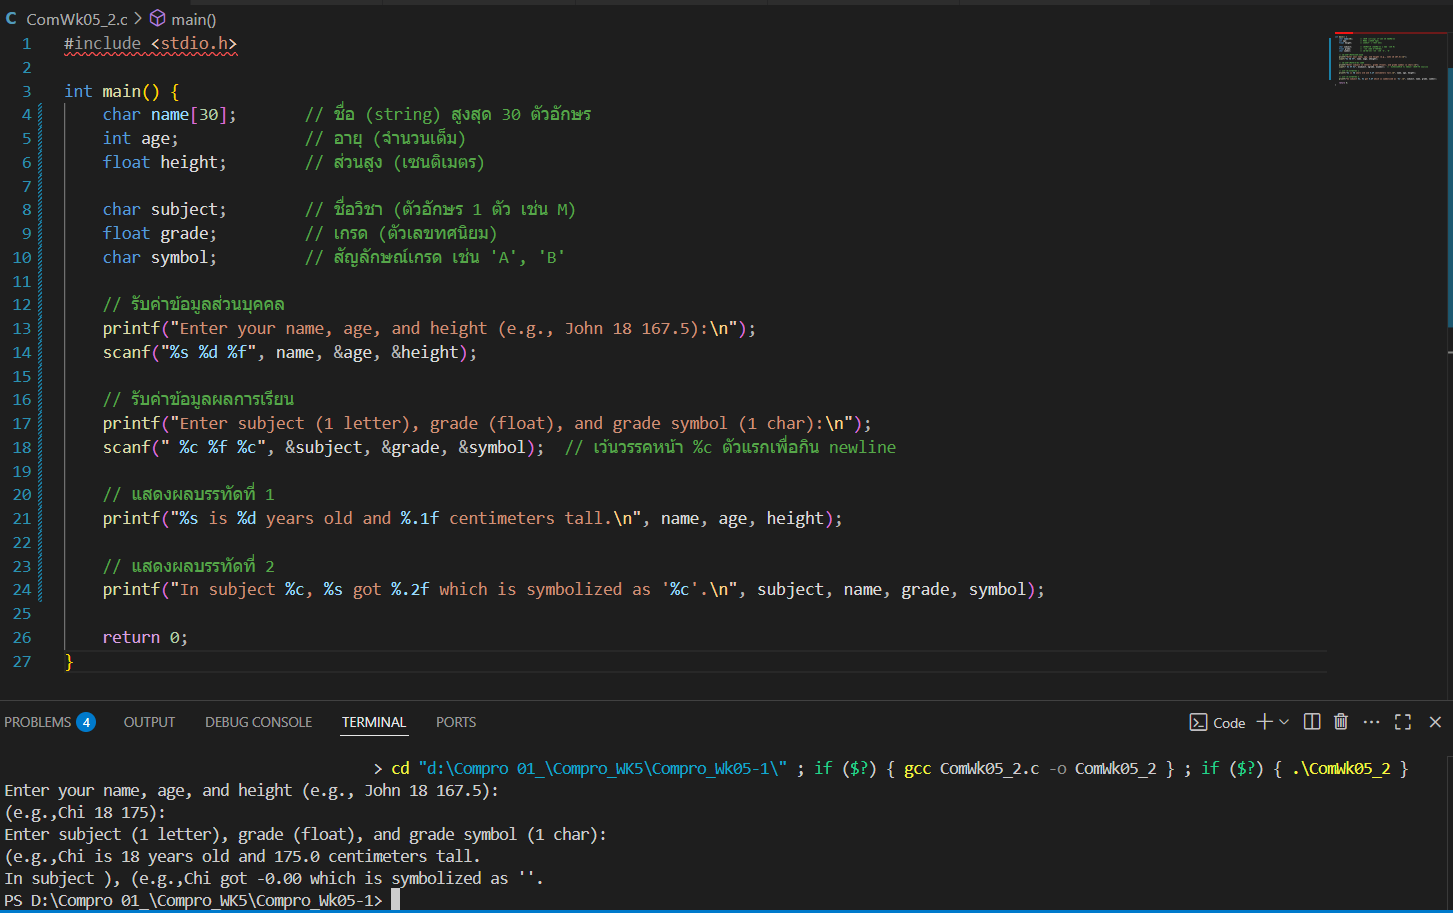 C ComWk05_2.c > main()
1 #include <stdio.h>
2
3 int main() {
4 char name[30]; // ชื่อ (string) สูงสุด 30 ตัวอักษร
5 int age; // อายุ (จำนวนเต็ม)
6 float height; // ส่วนสูง (เซนติเมตร)
7
8 char subject; // ชื่อวิชา (ตัวอักษร 1 ตัว เช่น M)
9 float grade; // เกรด (ตัวเลขทศนิยม)
10 char symbol; // สัญลักษณ์เกรด เช่น 'A', 'B'
11
12 // รับค่าข้อมูลส่วนบุคคล
13 printf("Enter your name, age, and height (e.g., John 18 167.5):\n");
14 scanf("%s %d %f", name, &age, &height);
15
16 // รับค่าข้อมูลผลการเรียน
17 printf("Enter subject (1 letter), grade (float), and grade symbol (1 char):\n");
18 scanf(" %c %f %c", &subject, &grade, &symbol); // เว้นวรรคหน้า %c ตัวแรกเพื่อกิน newline
19
20 // แสดงผลบรรทัดที่ 1
21 printf("%s is %d years old and %.1f centimeters tall.\n", name, age, height);
22
23 // แสดงผลบรรทัดที่ 2
24 printf("In subject %c, %s got %.2f which is symbolized as '%c'.\n", subject, name, grade, symbol);
25
26 return 0;
27 }
PROBLEMS 4 OUTPUT DEBUG CONSOLE TERMINAL PORTS Code
> cd "d:\Compro 01_\Compro_WK5\Compro_Wk05-1\" ; if ($?) { gcc ComWk05_2.c -o ComWk05_2 } ; if ($?) { .\ComWk05_2 }
Enter your name, age, and height (e.g., John 18 167.5):
(e.g.,Chi 18 175):
Enter subject (1 letter), grade (float), and grade symbol (1 char):
(e.g.,Chi is 18 years old and 175.0 centimeters tall.
In subject ), (e.g.,Chi got -0.00 which is symbolized as ''.
PS D:\Compro 01_\Compro_WK5\Compro_Wk05-1>